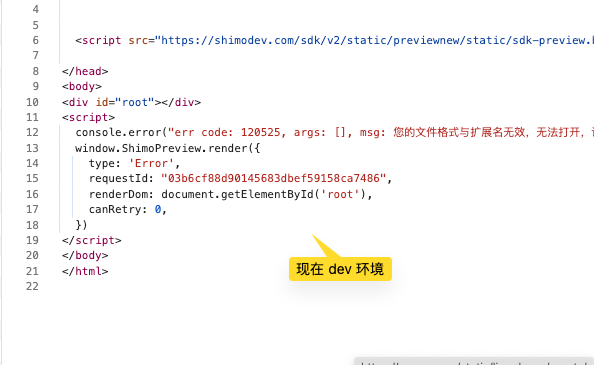 4
5
6 <script src="https://shimodev.com/sdk/v2/static/previewnew/static/sdk-preview.
7
8 </head>
9 <body>
10 <div id="root"></div>
11 <script>
12 console.error("err code: 120525, args: [], msg: 您的文件格式与扩展名无效，无法打开，
13 window.ShimoPreview.render({
14 type: 'Error',
15 requestId: "03b6cf88d90145683dbef59158ca7486",
16 renderDom: document.getElementById('root'),
17 canRetry: 0,
18 })
19 </script>
20 </body>
21 </html>
22
现在 dev 环境